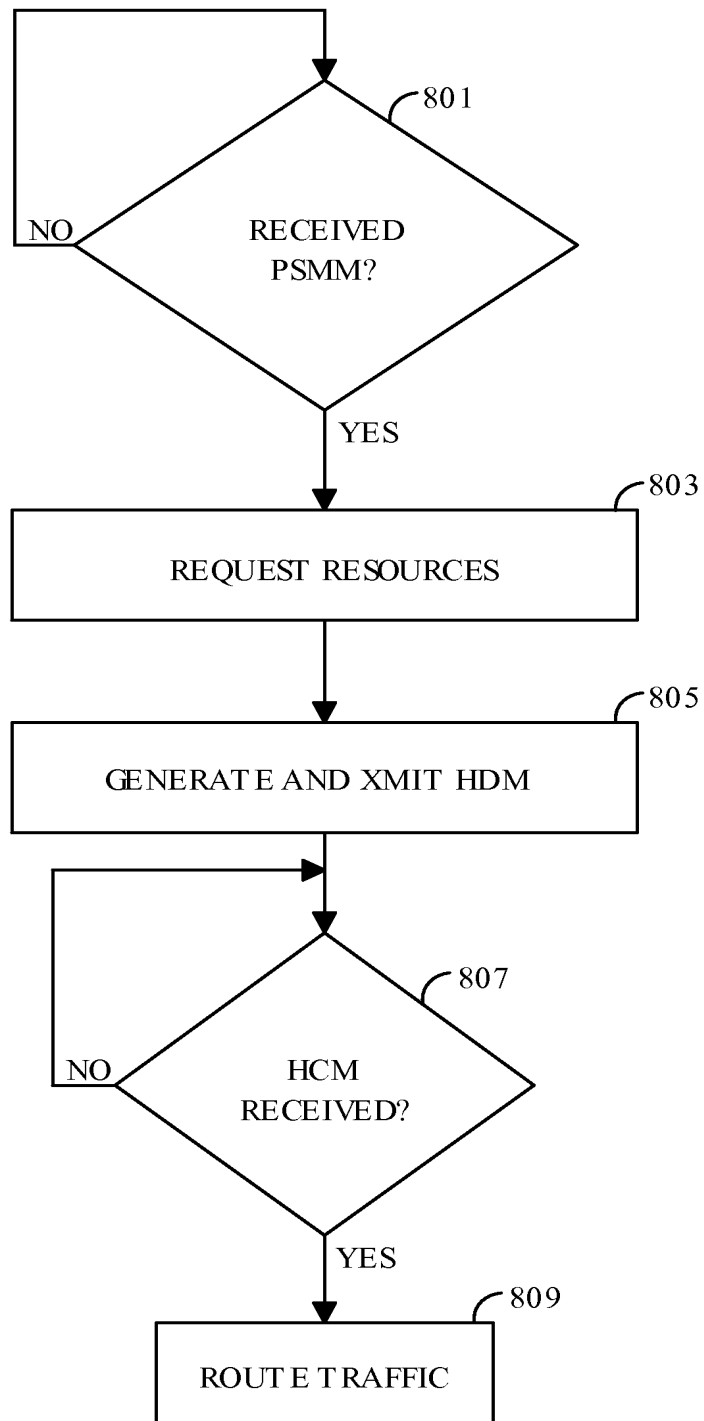 801
NO
RECEIVED
PSMM?
YES
803
REQUEST RESOURCES
805
GENERATE AND XMIT HDM
807
NO
HCM
RECEIVED?
YES
809
ROUTE TRAFFIC